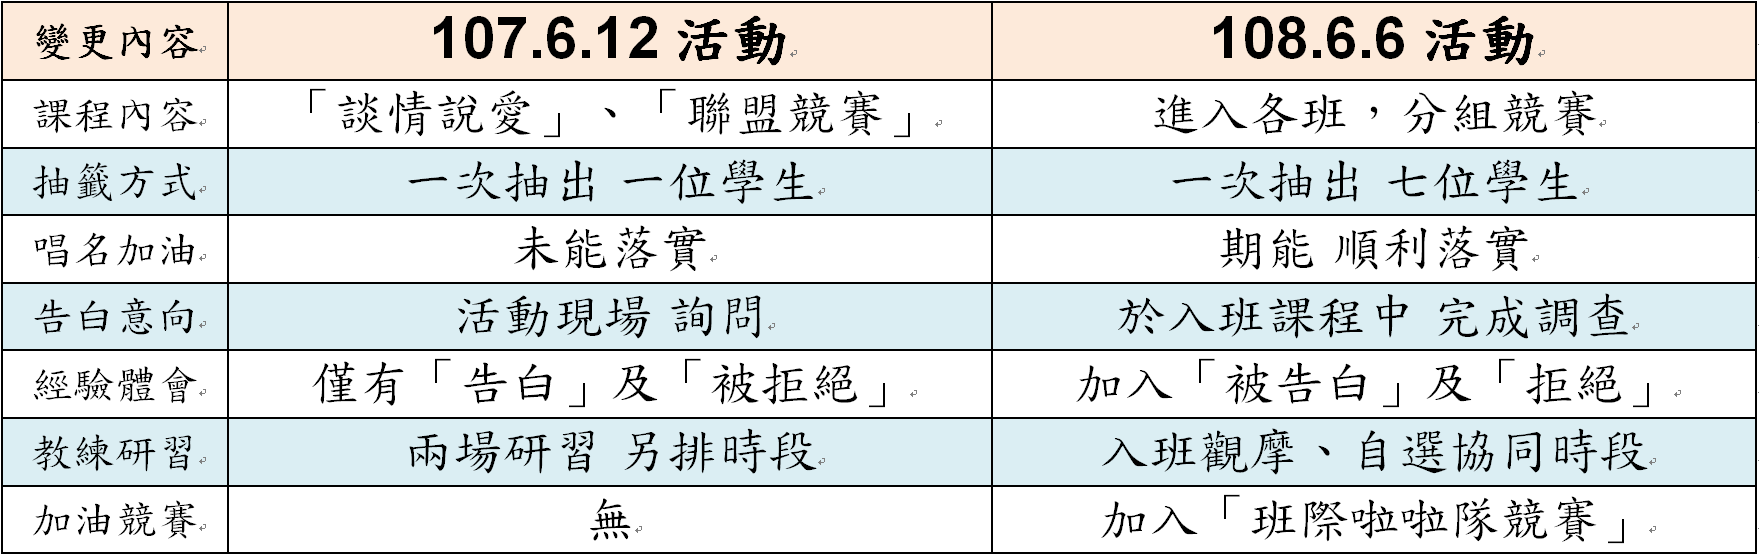 變更內容 107.6.12 活動 108.6.6 活動
課程內容 「談情說愛」、「聯盟競賽」 進入各班，分組競賽
抽籤方式 一次抽出 一位學生 一次抽出 七位學生
唱名加油 未能落實 期能 順利落實
告白意向 活動現場 詢問 於入班課程中 完成調查
經驗體會 僅有「告白」及「被拒絕」 加入「被告白」及「拒絕」
教練研習 兩場研習 另排時段 入班觀摩、自選協同時段
加油競賽 無 加入「班際啦啦隊競賽」